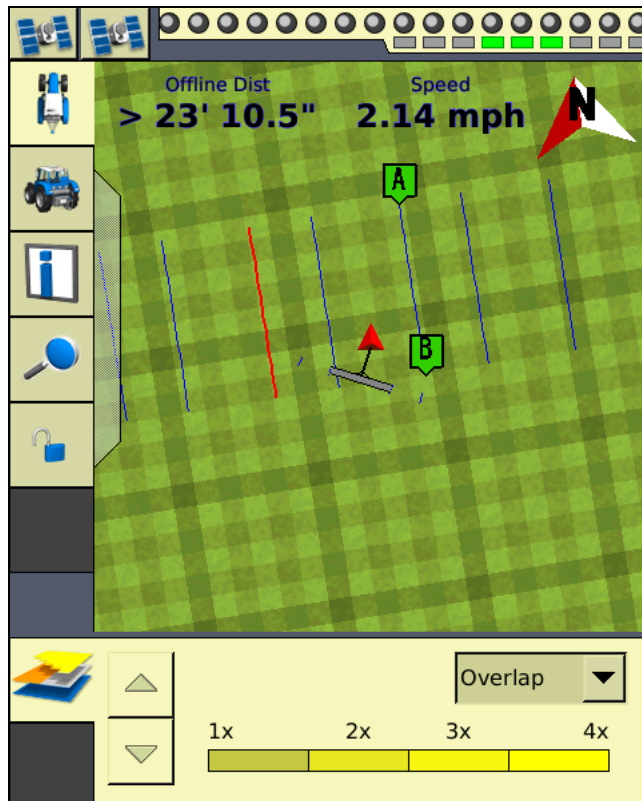 Offline Dist
Speed
> 23' 10.5"
2.14 mph
N
A
B
Overlap
1x
2x
3x
4x